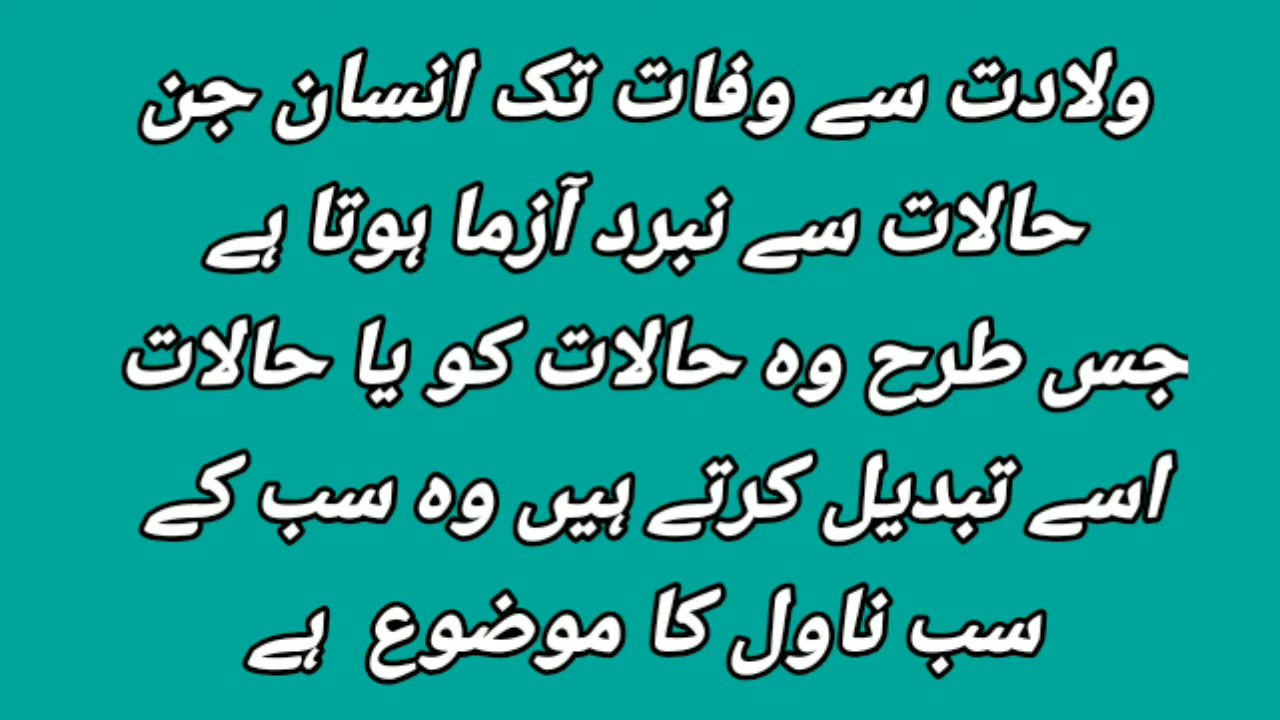 ولادت سے وفات تک انسان جن
حالات سے نبرد آزما ہوتا ہے
جس طرح وہ حالات کو یا حالات
اسے تبدیل کرتے ہیں وہ سب کے
سب ناول کا موضوع ہے